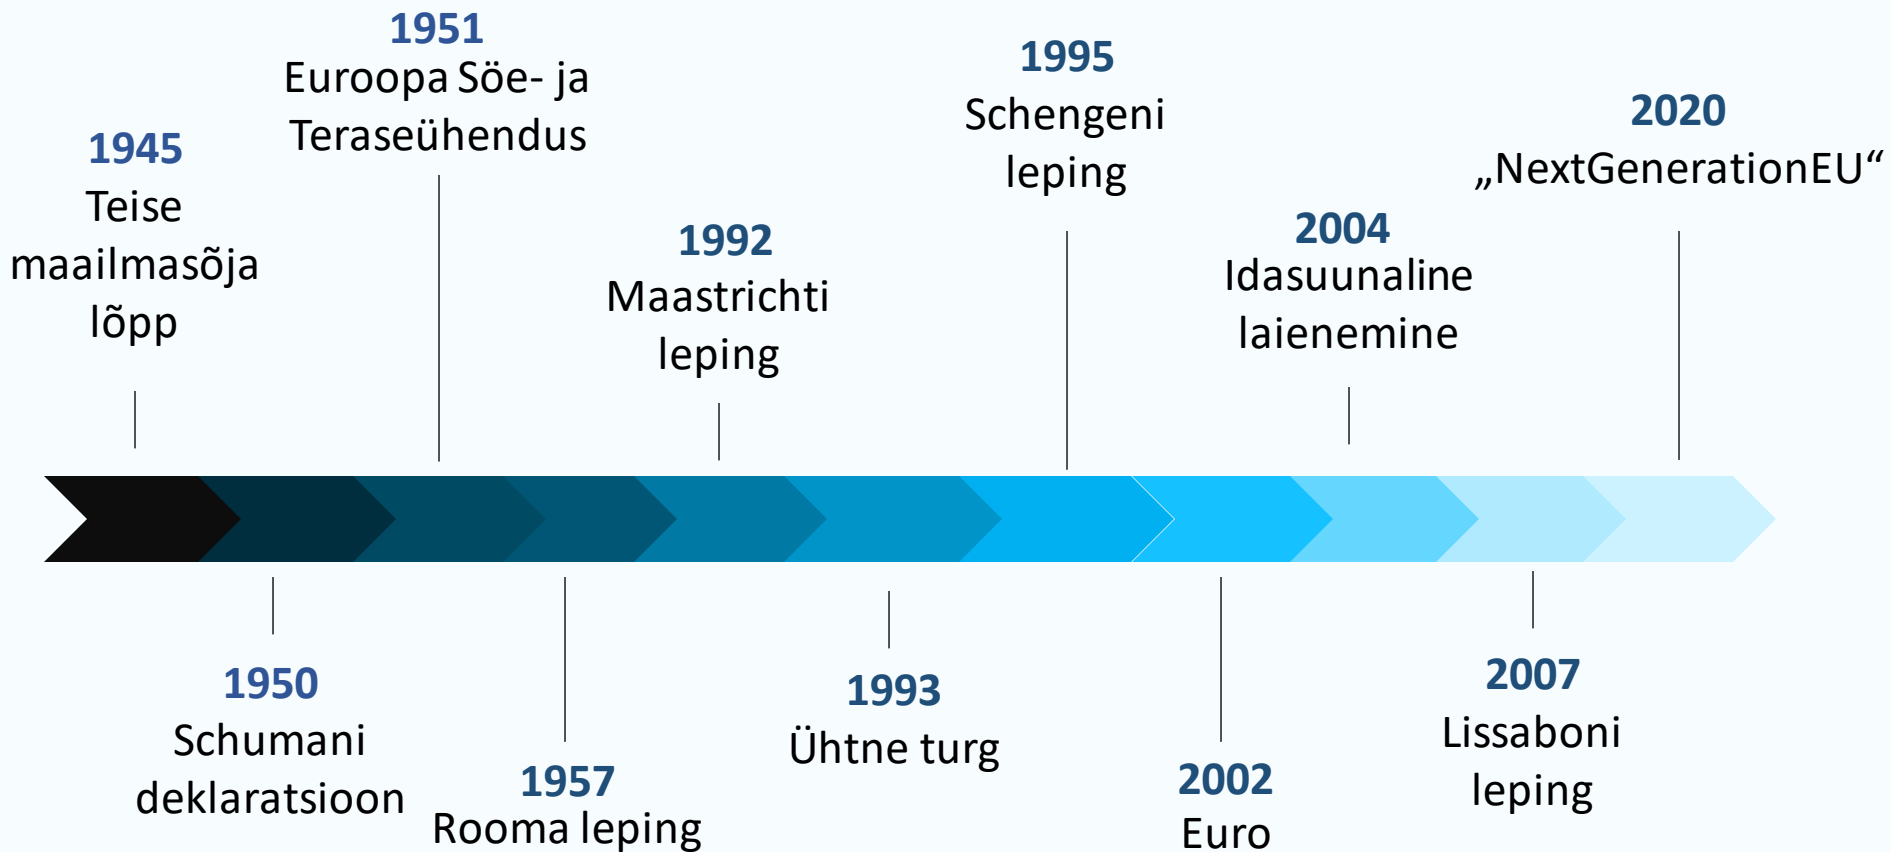 1945
Teise
maailmasõja
lõpp
1950
Schumani
deklaratsioon
1951
Euroopa Söe- ja
Teraseühendus
1957
Rooma leping
1992
Maastrichti
leping
1993
Ühtne turg
1995
Schengeni
leping
2002
Euro
2004
Idasuunaline
laienemine
2007
Lissaboni
leping
2020
„NextGenerationEU“